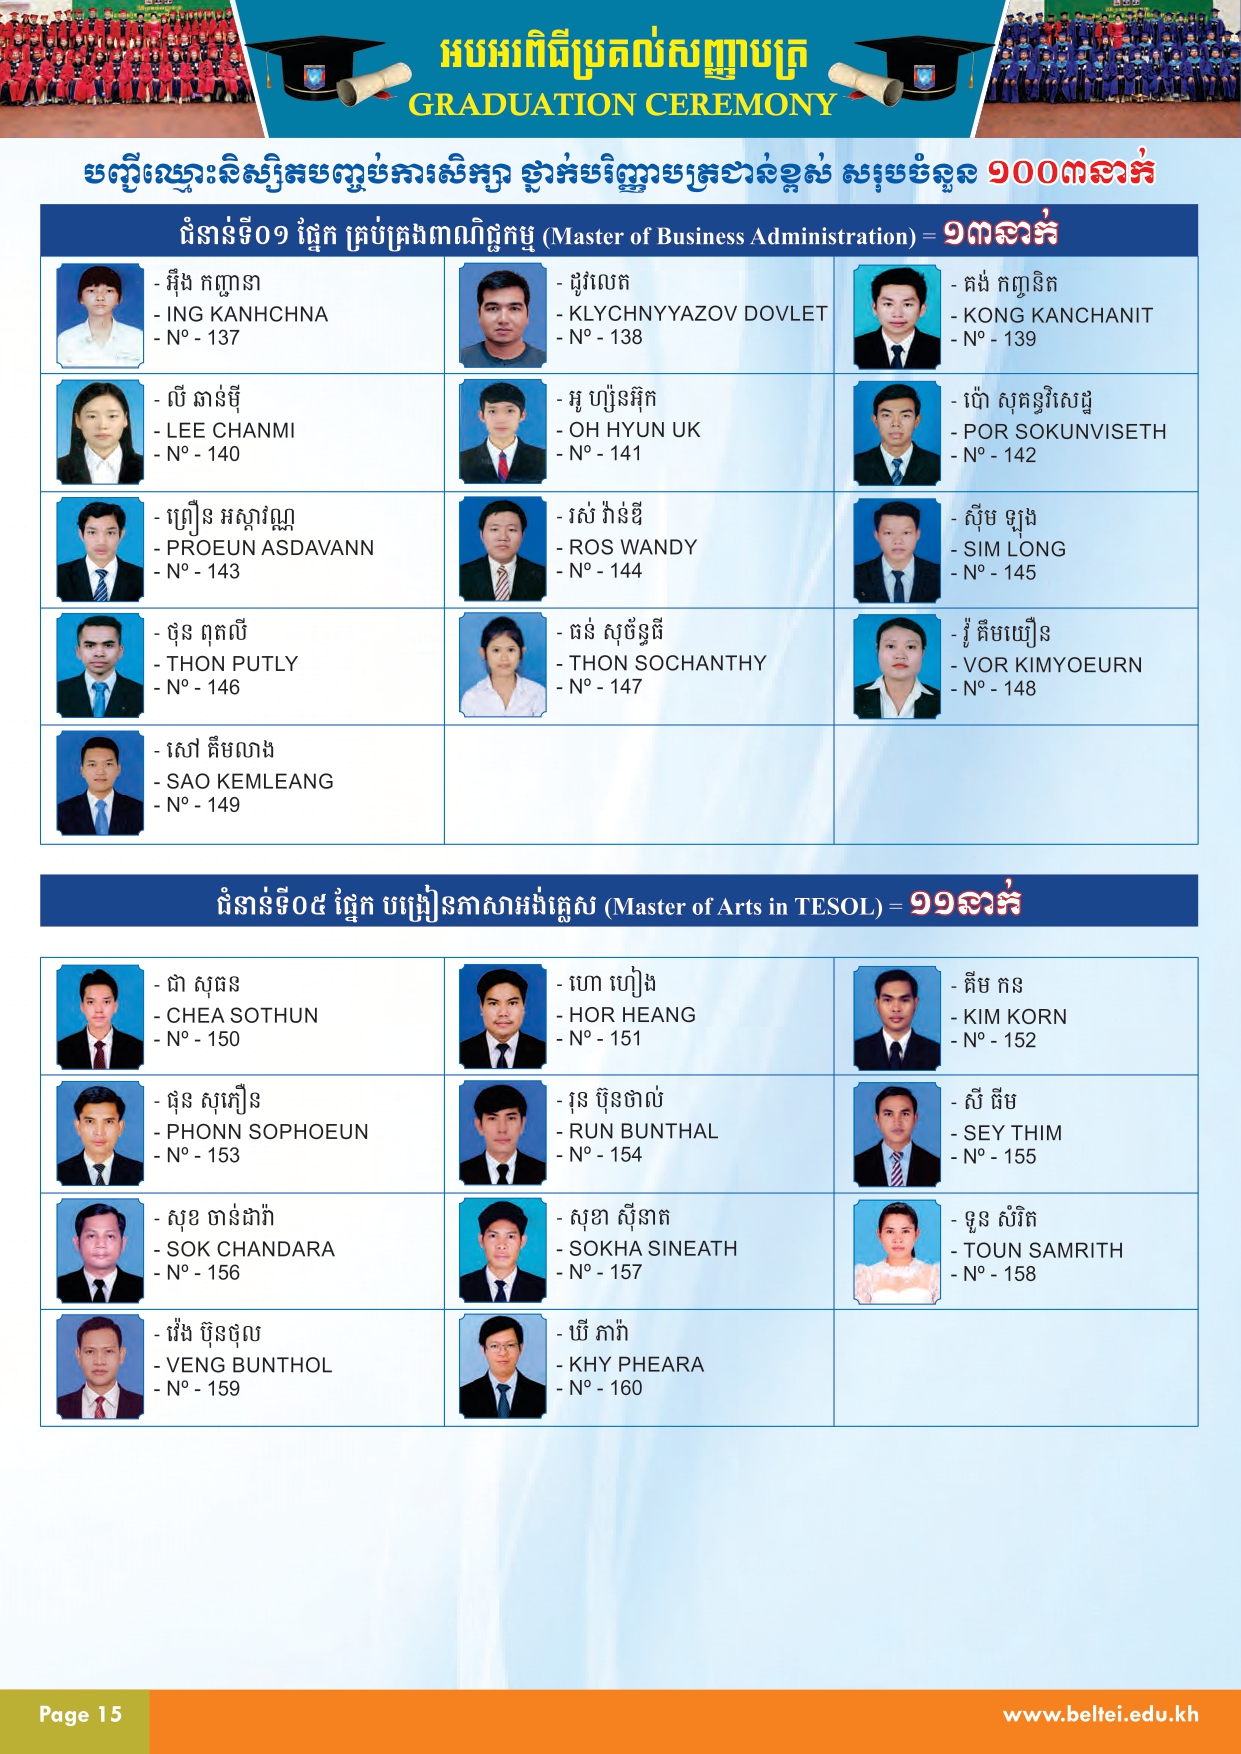 អបអរពិធីប្រគល់សញ្ញាបត្រ
GRADUATION CEREMONY
បញ្ជីឈ្មោះនិស្សិតបញ្ចប់ការសិក្សា ថ្នាក់បរិញ្ញាបត្រជាន់ខ្ពស់ សរុបចំនួន ១០០៣នាក់
ជំនាន់ទី០១ ផ្នែក គ្រប់គ្រងពាណិជ្ជកម្ម (Master of Business Administration) = ១៣នាក់
- អ៊ឹង កញ្ជានា
- ING KANHCHNA
- Nº - 137
- ដូវលេត
- KLYCHNYYAZOV DOVLET
- Nº - 138
- គង់ កញ្ចនិត
- KONG KANCHANIT
- Nº - 139
- លី ឆាន់ម៉ី
- LEE CHANMI
- Nº - 140
- អូ ហ្ស៉នអ៊ុក
- OH HYUN UK
- Nº - 141
- ប៉ោ សុគន្ធវិសេដ្ឋ
- POR SOKUNVISETH
- Nº - 142
- ព្រឿន អស្តាវណ្ណ
- PROEUN ASDAVANN
- Nº - 143
- រស់ វ៉ាន់ឌី
- ROS WANDY
- Nº - 144
- ស៊ីម ឡុង
- SIM LONG
- Nº - 145
- ថុន ពុតលី
- THON PUTLY
- Nº - 146
- ធន់ សុច័ន្ធធី
- THON SOCHANTHY
- Nº - 147
- វ៉ូ គឹមយឿន
- VOR KIMYOEURN
- Nº - 148
- សៅ គឹមលាង
- SAO KEMLEANG
- Nº - 149
ជំនាន់ទី០៥ ផ្នែក បង្រៀនភាសាអង់គ្លេស (Master of Arts in TESOL) = ១១នាក់
- ជា សុធន
- CHEA SOTHUN
- Nº - 150
- ហោ ហៀង
- HOR HEANG
- Nº - 151
- គីម កន
- KIM KORN
- Nº - 152
- ផុន សុភឿន
- PHONN SOPHOEUN
- Nº - 153
- រុន ប៊ុនថាល់
- RUN BUNTHAL
- Nº - 154
- សី ធីម
- SEY THIM
- Nº - 155
- សុខ ចាន់ដារ៉ា
- SOK CHANDARA
- Nº - 156
- សុខា ស៊ីនាត
- SOKHA SINEATH
- Nº - 157
- ទួន សំរិត
- TOUN SAMRITH
- Nº - 158
- វ៉េង ប៊ុនថុល
- VENG BUNTHOL
- Nº - 159
- ឃី ភារ៉ា
- KHY PHEARA
- Nº - 160
Page 15
www.beltei.edu.kh